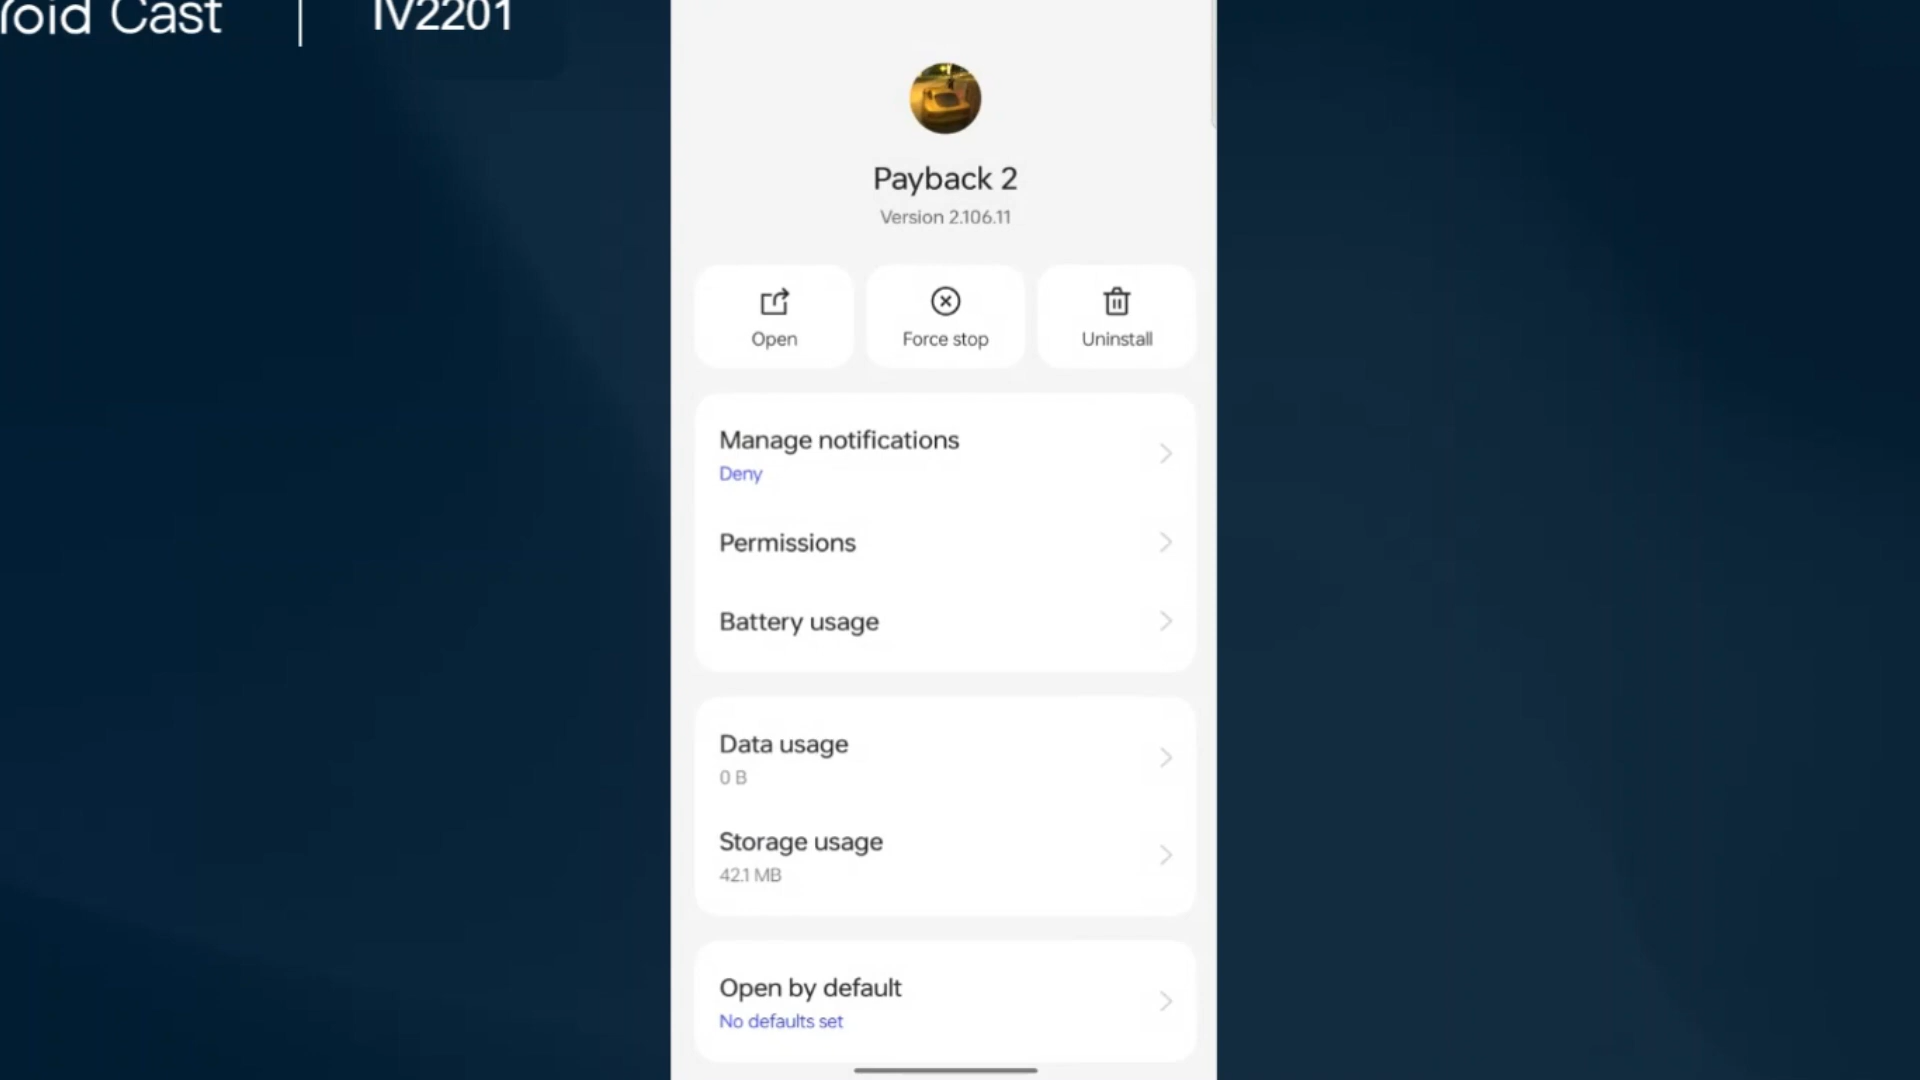 roid Cast
IV2201
Payback 2
Version 2.106.11
Open
Force stop
Uninstall
Manage notifications
Deny
Permissions
Battery usage
Data usage
0 B
Storage usage
42.1 MB
Open by default
No defaults set